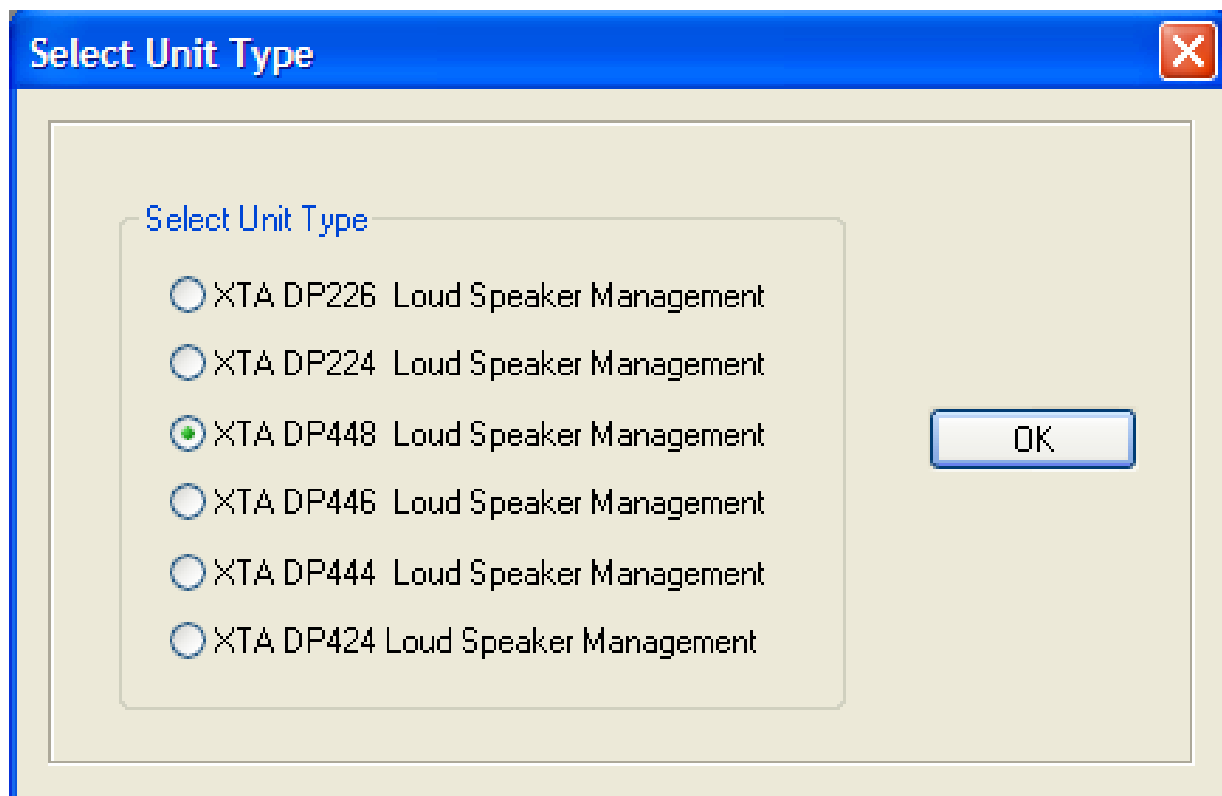 Select Unit Type
Select Unit Type
XTA DP226  Loud Speaker Management
XTA DP224  Loud Speaker Management
XTA DP448  Loud Speaker Management
OK
XTA DP446  Loud Speaker Management
XTA DP444  Loud Speaker Management
XTA DP424 Loud Speaker Management